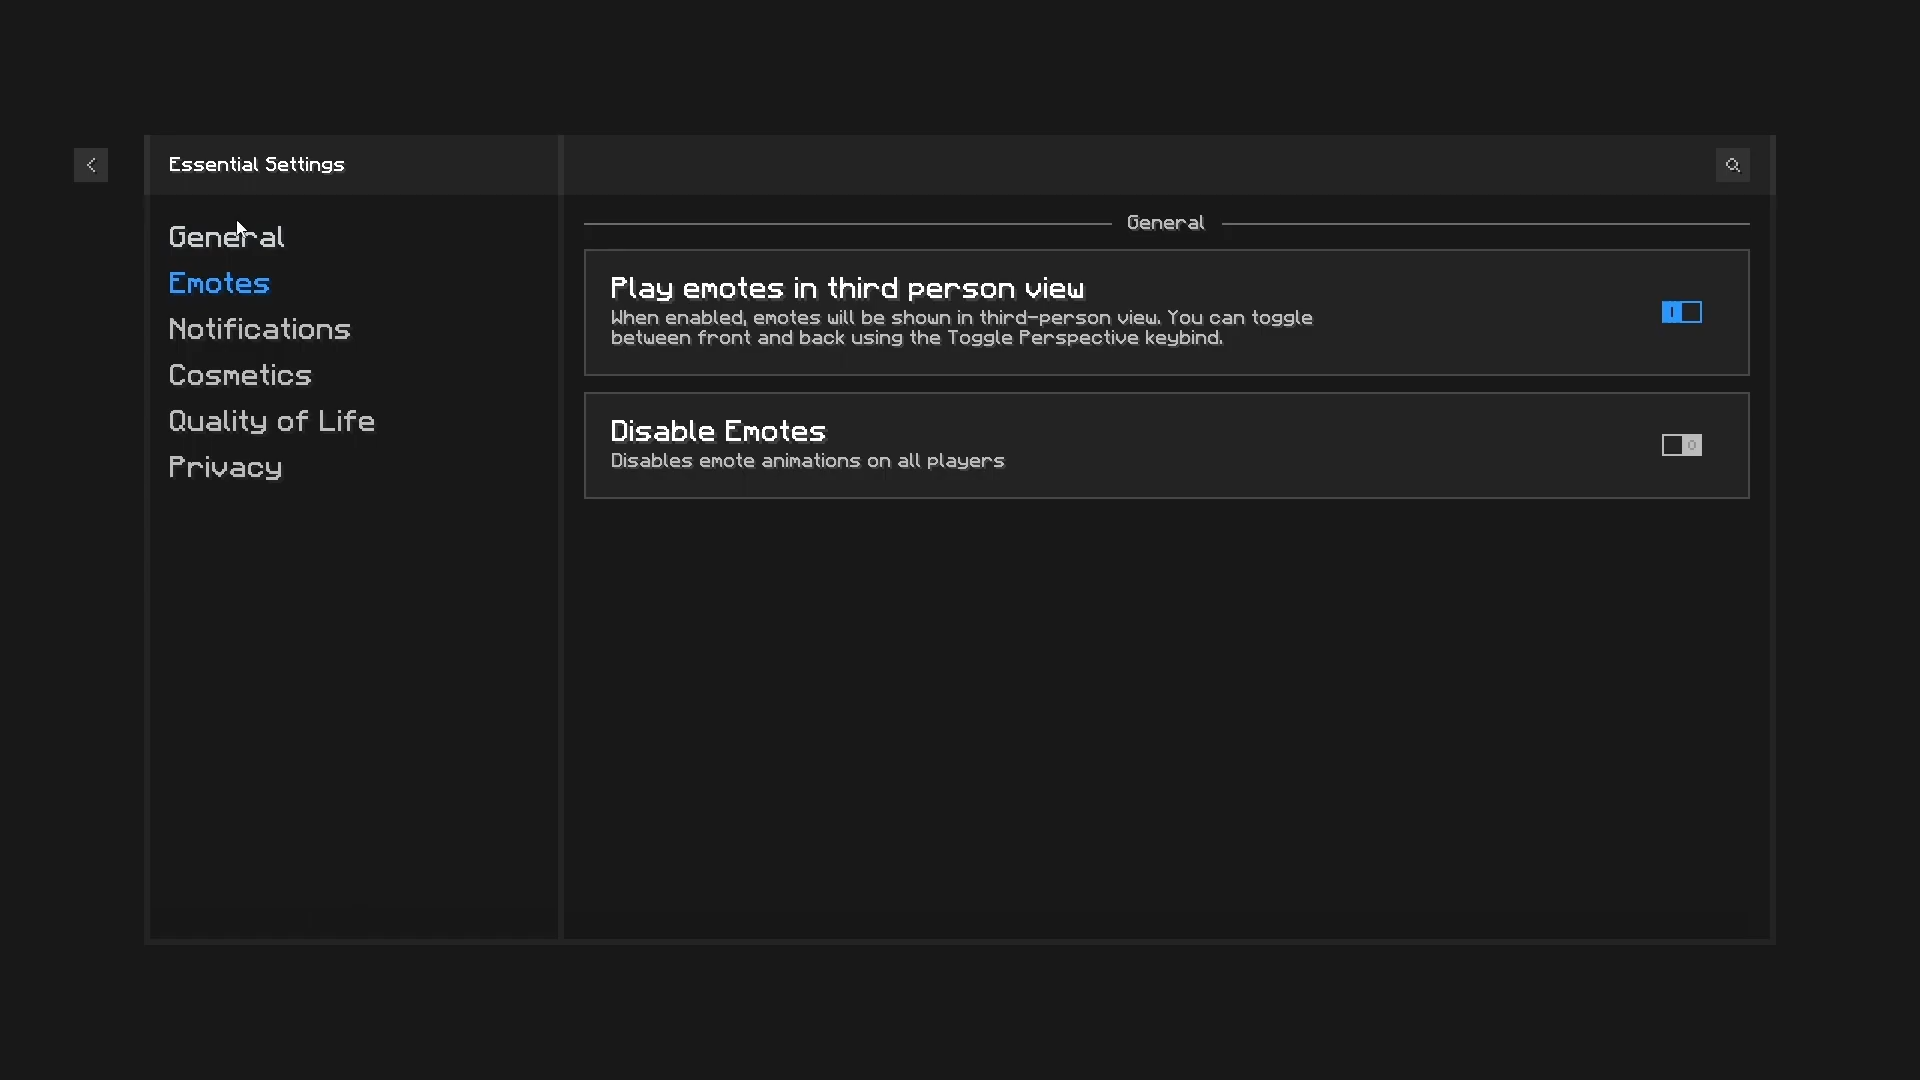 Essential Settings
General
Emotes
Notifications
Cosmetics
Quality of Life
Privacy
General
Play emotes in third person view
When enabled, emotes will be shown in third-person view. You can toggle
between front and back using the Toggle Perspective keybind.
Disable Emotes
Disables emote animations on all players